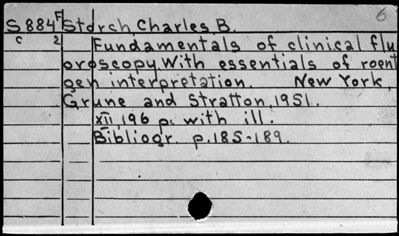 6
S.884F Storch, Charles B.
c 2 Fundamentals of clinical flu
oroscopy. With essentials of roent
gen interpretation. New York,
Grune and Stratton, 1951.
XII, 196 p. with ill.
Bibliogr. p.185-189.